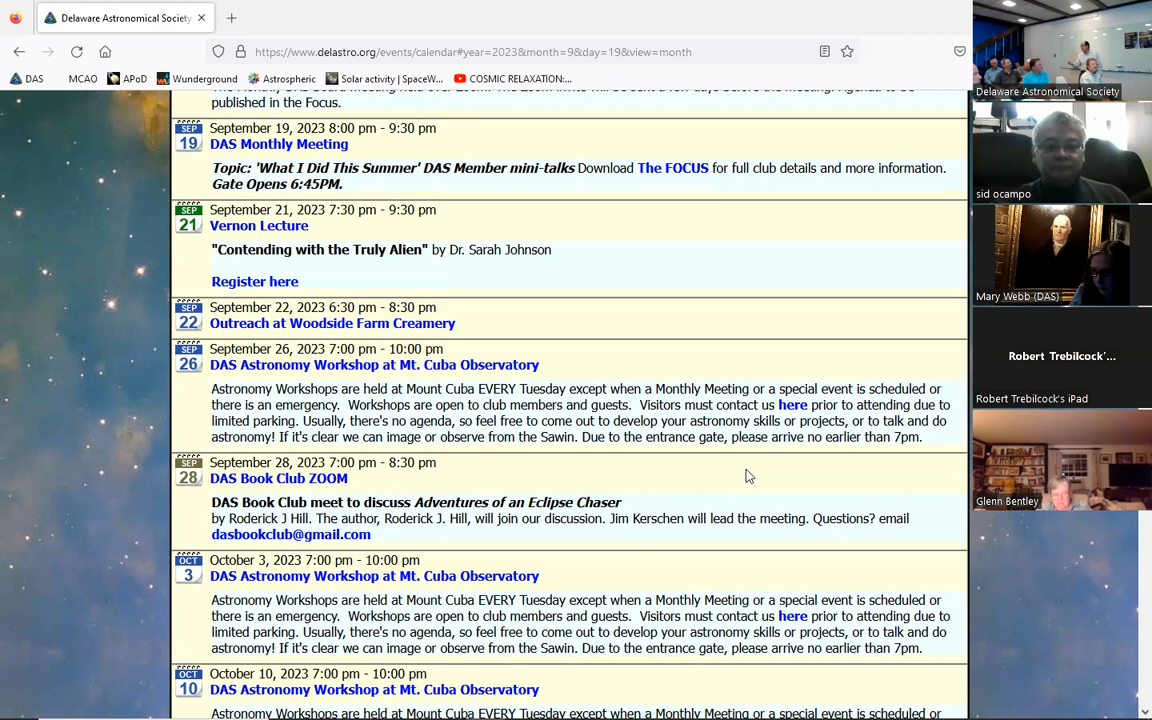 Delaware Astronomical Society
https://www.delastro.org/events/calendar#year=2023&month=9&day=19&view=month
DAS MCAO APoD Wunderground Astrospheric Solar activity | SpaceW... COSMIC RELAXATION:...
published in the Focus.
SEP 19 September 19, 2023 8:00 pm - 9:30 pm
DAS Monthly Meeting
Topic: 'What I Did This Summer' DAS Member mini-talks Download The FOCUS for full club details and more information.
Gate Opens 6:45PM.
SEP 21 September 21, 2023 7:30 pm - 9:30 pm
Vernon Lecture
"Contending with the Truly Alien" by Dr. Sarah Johnson
Register here
SEP 22 September 22, 2023 6:30 pm - 8:30 pm
Outreach at Woodside Farm Creamery
SEP 26 September 26, 2023 7:00 pm - 10:00 pm
DAS Astronomy Workshop at Mt. Cuba Observatory
Astronomy Workshops are held at Mount Cuba EVERY Tuesday except when a Monthly Meeting or a special event is scheduled or
there is an emergency.  Workshops are open to club members and guests.  Visitors must contact us here prior to attending due to
limited parking. Usually, there's no agenda, so feel free to come out to develop your astronomy skills or projects, or to talk and do
astronomy! If it's clear we can image or observe from the Sawin. Due to the entrance gate, please arrive no earlier than 7pm.
SEP 28 September 28, 2023 7:00 pm - 8:30 pm
DAS Book Club ZOOM
DAS Book Club meet to discuss Adventures of an Eclipse Chaser
by Roderick J Hill. The author, Roderick J. Hill, will join our discussion. Jim Kerschen will lead the meeting. Questions? email
dasbookclub@gmail.com
OCT 3 October 3, 2023 7:00 pm - 10:00 pm
DAS Astronomy Workshop at Mt. Cuba Observatory
Astronomy Workshops are held at Mount Cuba EVERY Tuesday except when a Monthly Meeting or a special event is scheduled or
there is an emergency.  Workshops are open to club members and guests.  Visitors must contact us here prior to attending due to
limited parking. Usually, there's no agenda, so feel free to come out to develop your astronomy skills or projects, or to talk and do
astronomy! If it's clear we can image or observe from the Sawin. Due to the entrance gate, please arrive no earlier than 7pm.
OCT 10 October 10, 2023 7:00 pm - 10:00 pm
DAS Astronomy Workshop at Mt. Cuba Observatory
Astronomy Workshops are held at Mount Cuba EVERY Tuesday except when a Monthly Meeting or a special event is scheduled or
Delaware Astronomical Society
sid ocampo
Mary Webb (DAS)
Robert Trebilcock'...
Robert Trebilcock's iPad
Glenn Bentley